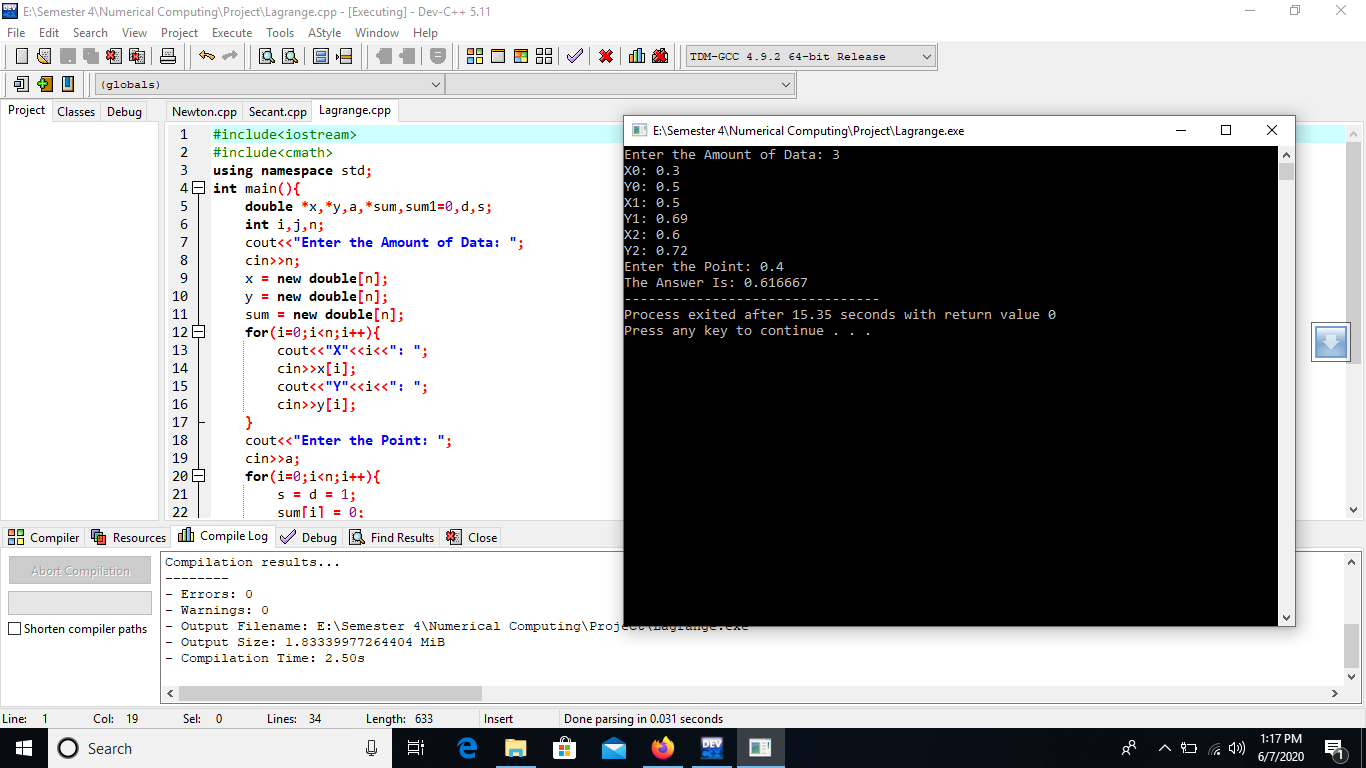 E:\Semester 4\Numerical Computing\Project\Lagrange.cpp - [Executing] - Dev-C++ 5.11
File Edit Search View Project Execute Tools AStyle Window Help
TDM-GCC 4.9.2 64-bit Release
(globals)
Project Classes Debug
Newton.cpp Secant.cpp Lagrange.cpp
1 #include<iostream>
2 #include<cmath>
3 using namespace std;
4 int main(){
5 double *x,*y,a,*sum,sum1=0,d,s;
6 int i,j,n;
7 cout<<"Enter the Amount of Data: ";
8 cin>>n;
9 x = new double[n];
10 y = new double[n];
11 sum = new double[n];
12 for(i=0;i<n;i++){
13 cout<<"X"<<i<<": ";
14 cin>>x[i];
15 cout<<"Y"<<i<<": ";
16 cin>>y[i];
17 }
18 cout<<"Enter the Point: ";
19 cin>>a;
20 for(i=0;i<n;i++){
21 s = d = 1;
22 sum[i] = 0;
E:\Semester 4\Numerical Computing\Project\Lagrange.exe
Enter the Amount of Data: 3
X0: 0.3
Y0: 0.5
X1: 0.5
Y1: 0.69
X2: 0.6
Y2: 0.72
Enter the Point: 0.4
The Answer Is: 0.616667
--------------------------------
Process exited after 15.35 seconds with return value 0
Press any key to continue . . .
Compiler Resources Compile Log Debug Find Results Close
Abort Compilation
Shorten compiler paths
Compilation results...
--------
- Errors: 0
- Warnings: 0
- Output Filename: E:\Semester 4\Numerical Computing\Project\Lagrange.exe
- Output Size: 1.83339977264404 MiB
- Compilation Time: 2.50s
Line: 1 Col: 19 Sel: 0 Lines: 34 Length: 633 Insert Done parsing in 0.031 seconds
Search
DEV
1:17 PM
6/7/2020
1